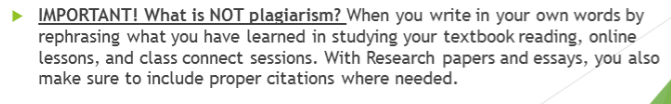 IMPORTANT! What is NOT plagiarism? When you write in your own words by
rephrasing what you have learned in studying your textbook reading, online
lessons, and class connect sessions. With Research papers and essays, you also
make sure to include proper citations where needed.